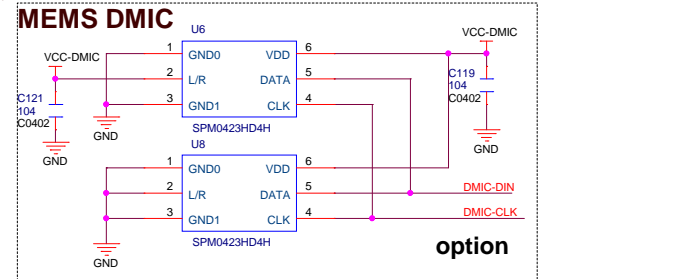 MEMS DMIC
U6
VCC-DMIC
1 GND0 VDD 6
VCC-DMIC
2 L/R DATA 5
C119
104
C0402
C121
104
C0402
3 GND1 CLK 4
SPM0423HD4H
GND
GND
GND
U8
1 GND0 VDD 6
2 L/R DATA 5
DMIC-DIN
3 GND1 CLK 4
DMIC-CLK
SPM0423HD4H
option
GND